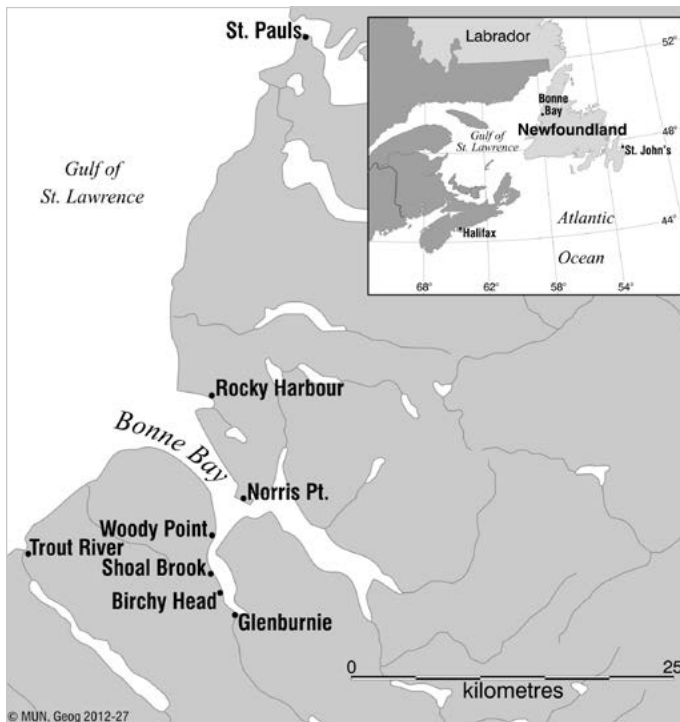 St. Pauls
Gulf of
St. Lawrence
Labrador
52
Bonne
Bay
48
Newfoundland
Gulf of
St. Lawrence
St. John's
Atlantic
44
Halifax
Ocean
68
62
58
54
Rocky Harbour
Bonne Bay
Norris Pt.
Woody Point
Trout River
Shoal Brook
Birchy Head
Glenburnie
0
25
kilometres
© MUN. Geog 2012-27